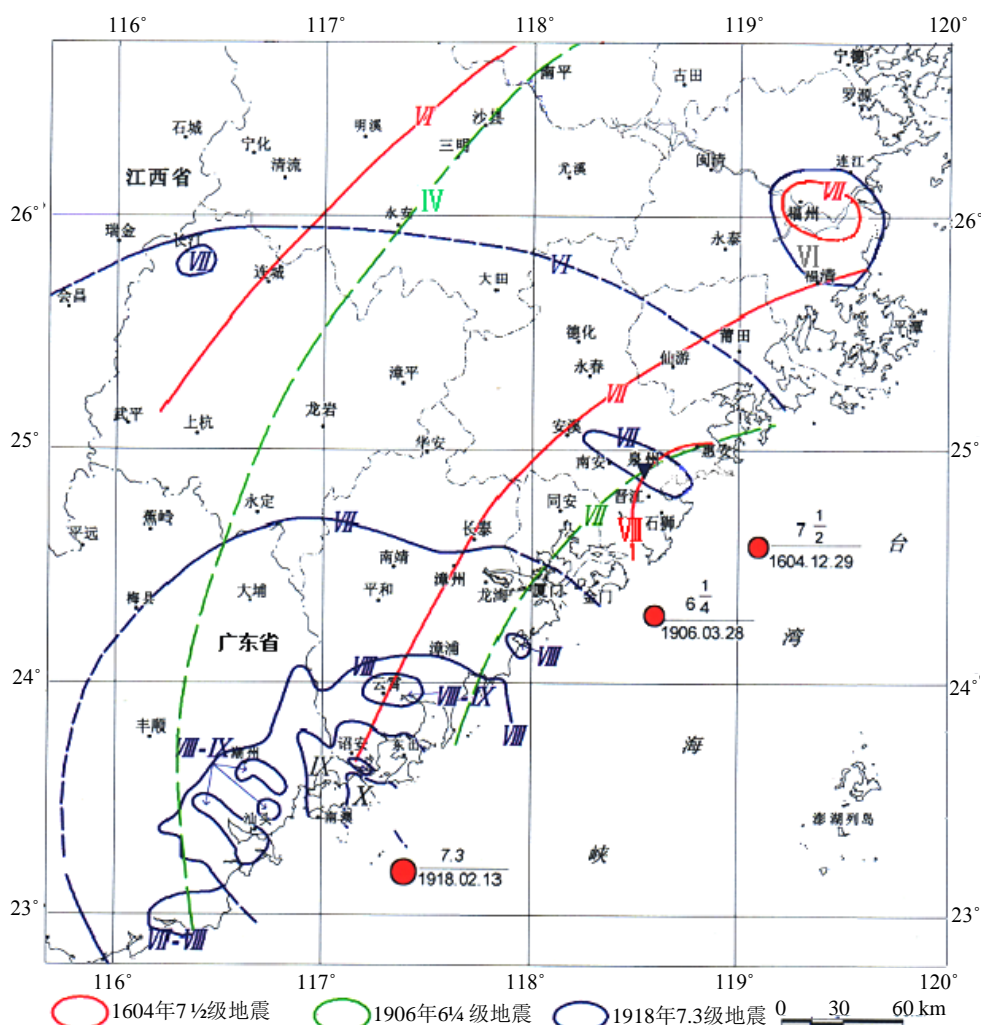 116° 117° 118° 119° 120°
宁德
南平 古田
罗源
VI 沙县
石城 明溪
宁化 三明 闽清 连江
清流 尤溪
江西省
IV VII
26° 永安 福州 26°
瑞金
长汀 永泰 VI
VII 连城 VI 福清
会昌 大田
平潭
德化 莆田
仙游
永春
漳平 VII
武平 龙岩
上杭 安溪 VII
25° 华安 泉州 惠安 25°
南安
永定 晋江
蕉岭 同安 VII
平远 VII 长泰 VIII 石狮
7 1/2
1604.12.29
台
南靖
漳州
大埔 平和 龙海 厦门 金门
梅县
6 1/4
1906.03.28
湾
广东省
漳浦 VIII
24° VIII 云霄 24°
VIII-IX VIII
丰顺
VIII-IX 潮州 诏安 东山
IX
海
X
汕头 南澳
澎湖列岛
7.3
1918.02.13
峡
23° 23°
VII-VIII
116° 117° 118° 119° 120°
1604年7½级地震 1906年6¼级地震 1918年7.3级地震 0 30 60 km